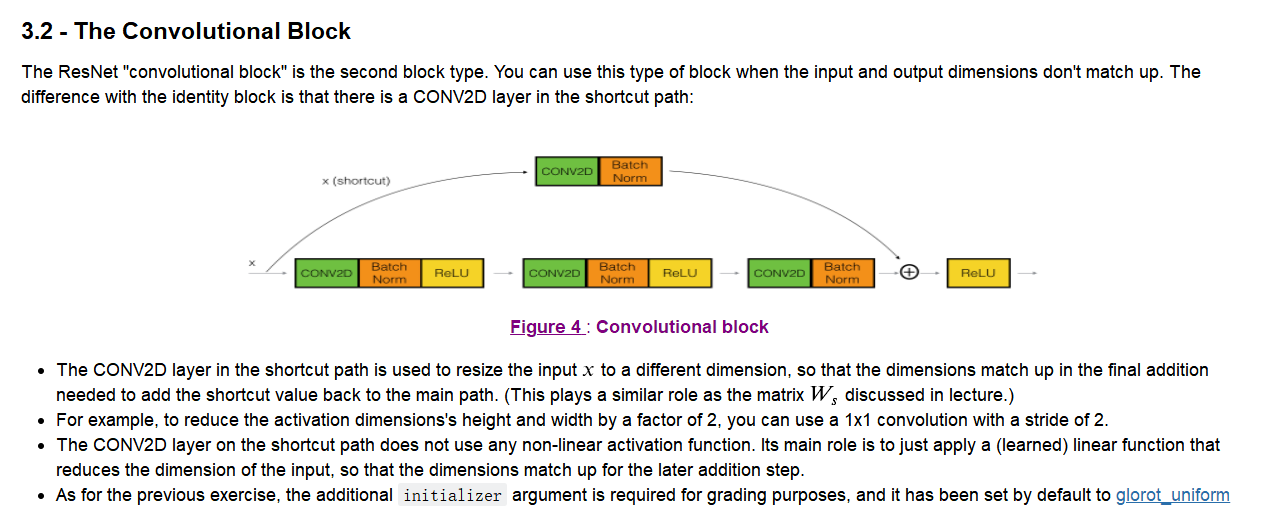 3.2 - The Convolutional Block
The ResNet "convolutional block" is the second block type. You can use this type of block when the input and output dimensions don't match up. The
difference with the identity block is that there is a CONV2D layer in the shortcut path:
CONV2D Batch Norm
x (shortcut)
x
CONV2D Batch Norm ReLU CONV2D Batch Norm ReLU CONV2D Batch Norm + ReLU
Figure 4 : Convolutional block
• The CONV2D layer in the shortcut path is used to resize the input x to a different dimension, so that the dimensions match up in the final addition
needed to add the shortcut value back to the main path. (This plays a similar role as the matrix Wₛ discussed in lecture.)
• For example, to reduce the activation dimensions's height and width by a factor of 2, you can use a 1x1 convolution with a stride of 2.
• The CONV2D layer on the shortcut path does not use any non-linear activation function. Its main role is to just apply a (learned) linear function that
reduces the dimension of the input, so that the dimensions match up for the later addition step.
• As for the previous exercise, the additional initializer argument is required for grading purposes, and it has been set by default to glorot_uniform